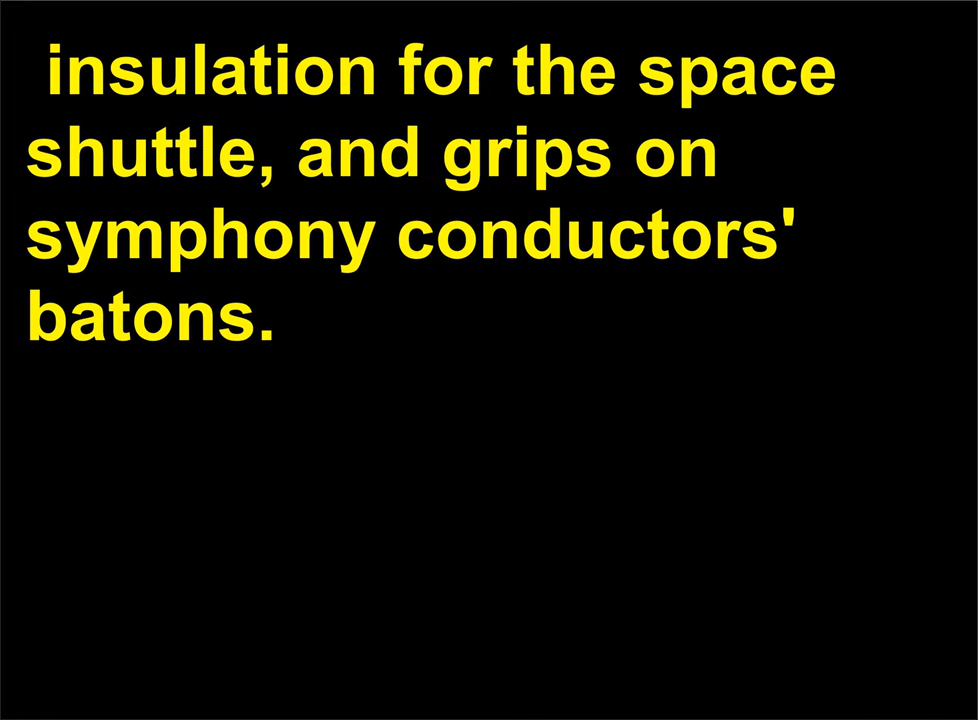 insulation for the space
shuttle, and grips on
symphony conductors'
batons.